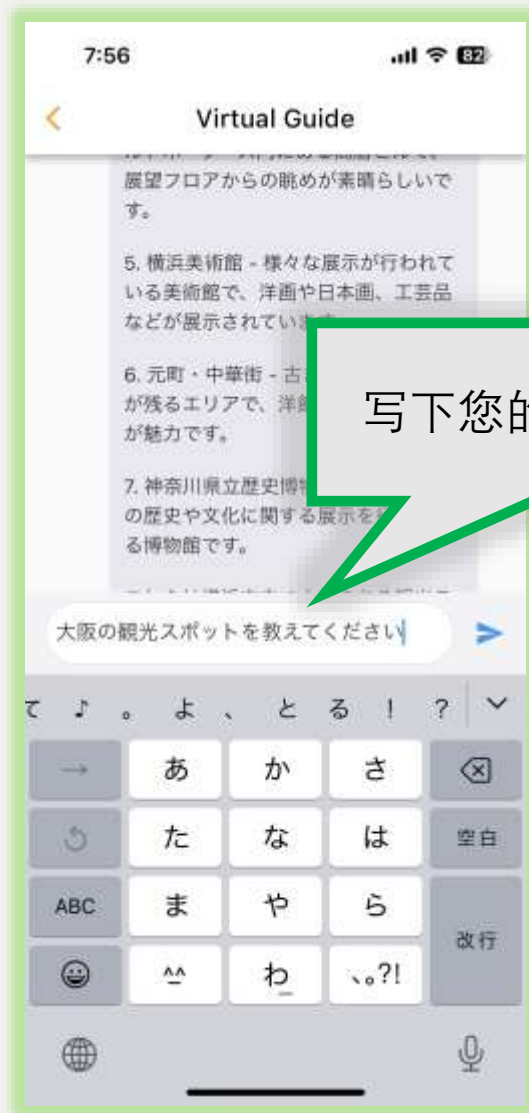 7:56
82
Virtual Guide
展望フロアからの眺めが素晴らしいで
す。
5. 横浜美術館 - 様々な展示が行われて
いる美術館で、洋画や日本画、工芸品
などが展示されてい
6. 元町・中華街 - 古
が残るエリアで、洋
が魅力です。
7. 神奈川県立歴史博
の歴史や文化に関する展示を
る博物館です。
写下您的
大阪の観光スポットを教えてください
て ♪ 。 よ 、 と る ! ?
→ あ か さ
た な は 空白
ABC ま や ら 改行
^^ わ 、。?!